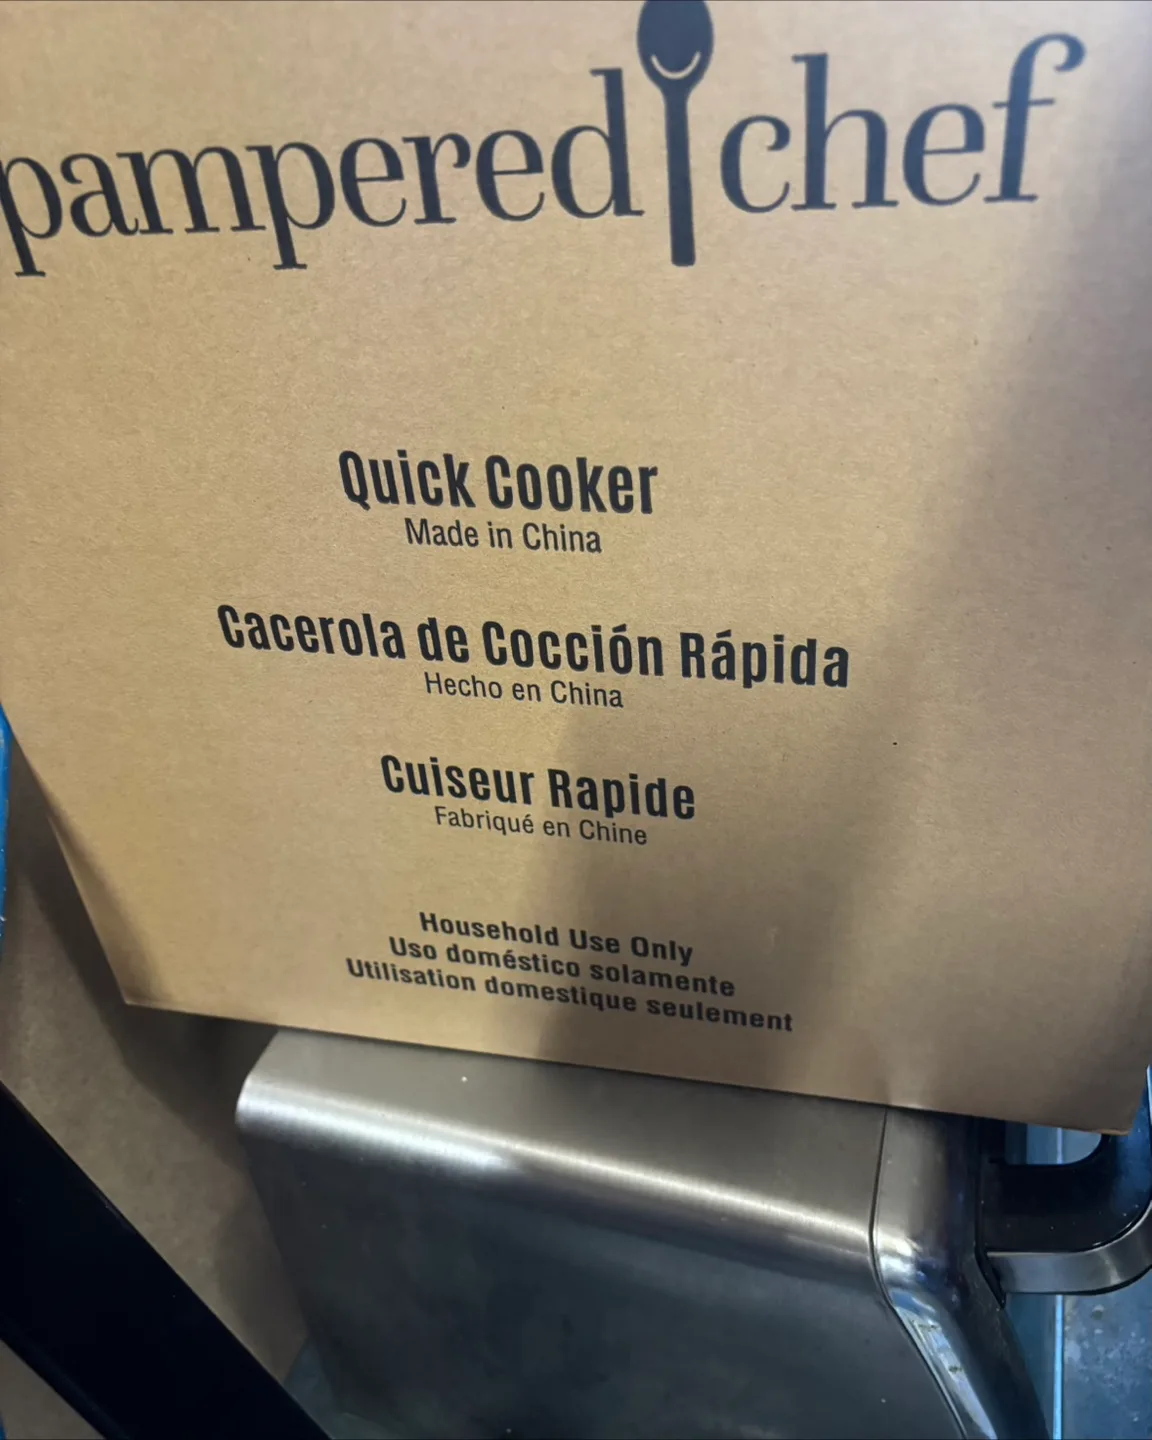 pampered chef
Quick Cooker
Made in China
Cacerola de Cocción Rápida
Hecho en China
Cuiseur Rapide
Fabriqué en Chine
Household Use Only
Uso doméstico solamente
Utilisation domestique seulement